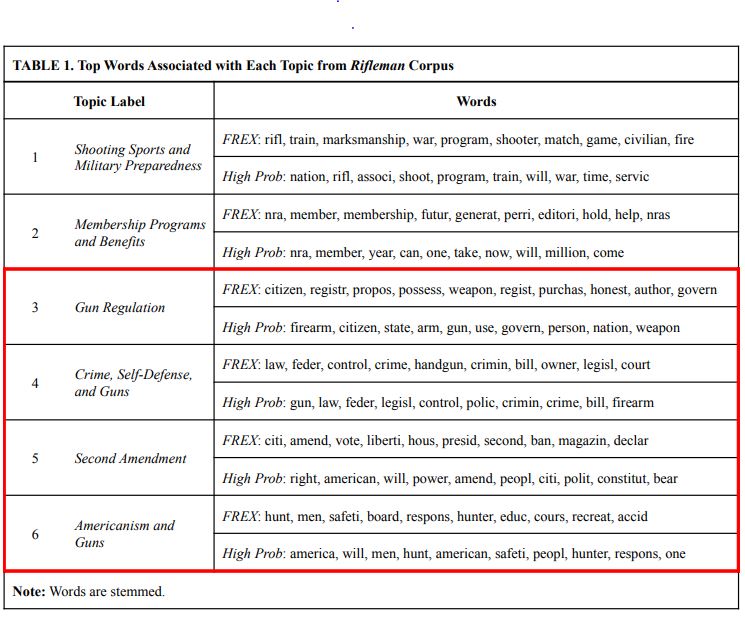 TABLE 1. Top Words Associated with Each Topic from Rifleman Corpus
Topic Label Words
1 Shooting Sports and Military Preparedness
FREX: rifl, train, marksmanship, war, program, shooter, match, game, civilian, fire
High Prob: nation, rifl, associ, shoot, program, train, will, war, time, servic
2 Membership Programs and Benefits
FREX: nra, member, membership, futur, generat, perri, editori, hold, help, nras
High Prob: nra, member, year, can, one, take, now, will, million, come
3 Gun Regulation
FREX: citizen, registr, propos, possess, weapon, regist, purchas, honest, author, govern
High Prob: firearm, citizen, state, arm, gun, use, govern, person, nation, weapon
4 Crime, Self-Defense, and Guns
FREX: law, feder, control, crime, handgun, crimin, bill, owner, legisl, court
High Prob: gun, law, feder, legisl, control, polic, crimin, crime, bill, firearm
5 Second Amendment
FREX: citi, amend, vote, liberti, hous, presid, second, ban, magazin, declar
High Prob: right, american, will, power, amend, peopl, citi, polit, constitut, bear
6 Americanism and Guns
FREX: hunt, men, safeti, board, respons, hunter, educ, cours, recreat, accid
High Prob: america, will, men, hunt, american, safeti, peopl, hunter, respons, one
Note: Words are stemmed.